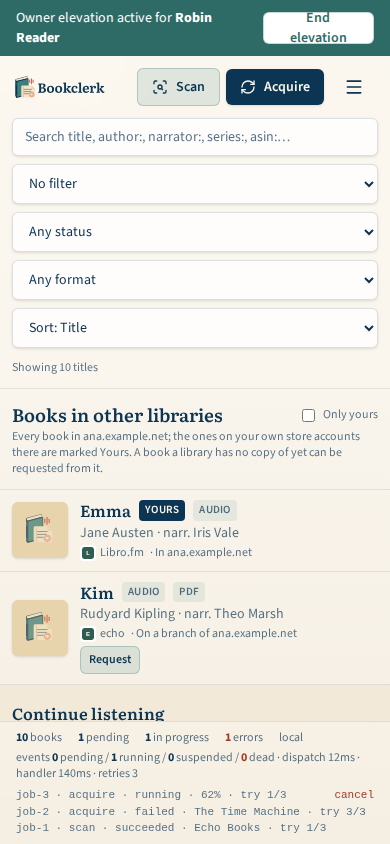 Owner elevation active for Robin
Reader
End
elevation
Bookclerk
Scan
Acquire
Search title, author:, narrator:, series:, asin:…
No filter
Any status
Any format
Sort: Title
Showing 10 titles
Books in other libraries
Only yours
Every book in ana.example.net; the ones on your own store accounts
there are marked Yours. A book a library has no copy of yet can be
requested from it.
Emma YOURS AUDIO
Jane Austen · narr. Iris Vale
L Libro.fm · In ana.example.net
Kim AUDIO PDF
Rudyard Kipling · narr. Theo Marsh
E echo · On a branch of ana.example.net
Request
Continue listening
10 books 1 pending 1 in progress 1 errors local
events 0 pending / 1 running / 0 suspended / 0 dead · dispatch 12ms ·
handler 140ms · retries 3
job-3 · acquire · running · 62% · try 1/3 cancel
job-2 · acquire · failed · The Time Machine · try 3/3
job-1 · scan · succeeded · Echo Books · try 1/3